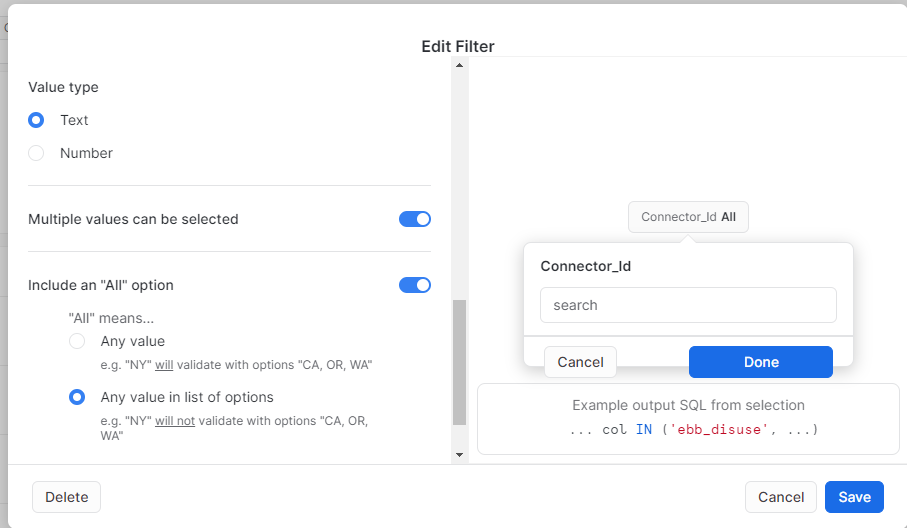 Edit Filter
Value type
Text
Number
Multiple values can be selected
Include an "All" option
"All" means...
Any value
e.g. "NY" will validate with options "CA, OR, WA"
Any value in list of options
e.g. "NY" will not validate with options "CA, OR,
WA"
Connector_Id All
Connector_Id
search
Cancel
Done
Example output SQL from selection
... col IN ('ebb_disuse', ...)
Delete
Cancel
Save